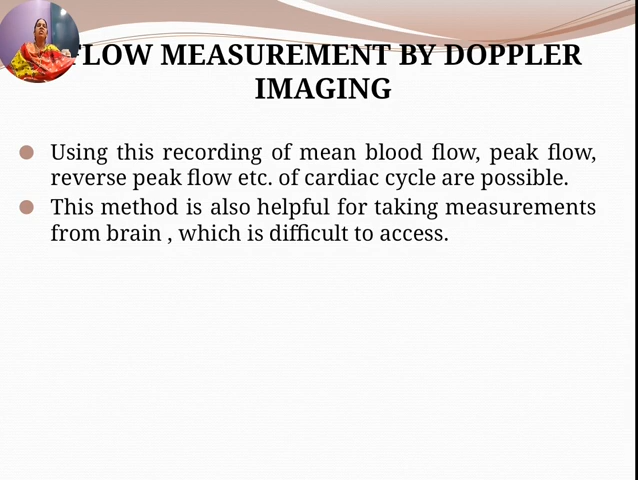 FLOW MEASUREMENT BY DOPPLER
IMAGING
Using this recording of mean blood flow, peak flow,
reverse peak flow etc. of cardiac cycle are possible.
This method is also helpful for taking measurements
from brain , which is difficult to access.